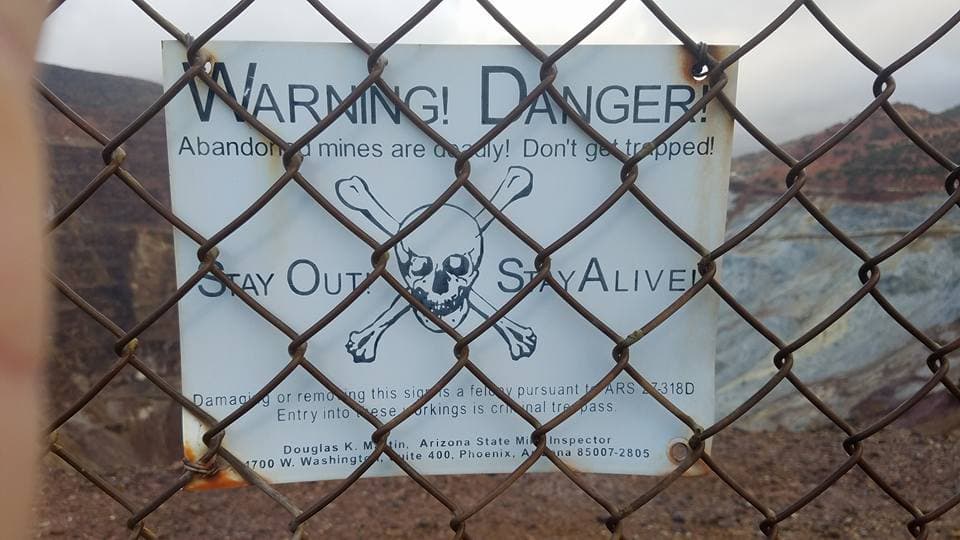 WARNING! DANGER!
Abandoned mines are deadly! Don't get trapped!
STAY OUT! STAY ALIVE!
Damaging or removing this sign is a felony pursuant to ARS 27-318D
Entry into these workings is criminal trespass.
Douglas K. Martin, Arizona State Mine Inspector
1700 W. Washington, Suite 400, Phoenix, Arizona 85007-2805